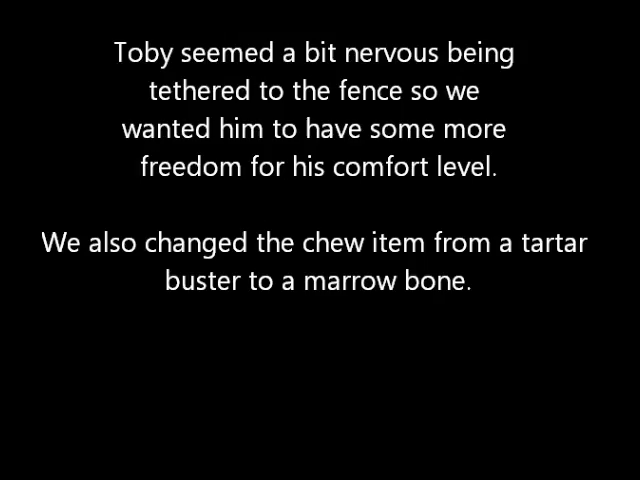 Toby seemed a bit nervous being
tethered to the fence so we
wanted him to have some more
freedom for his comfort level.
We also changed the chew item from a tartar
buster to a marrow bone.